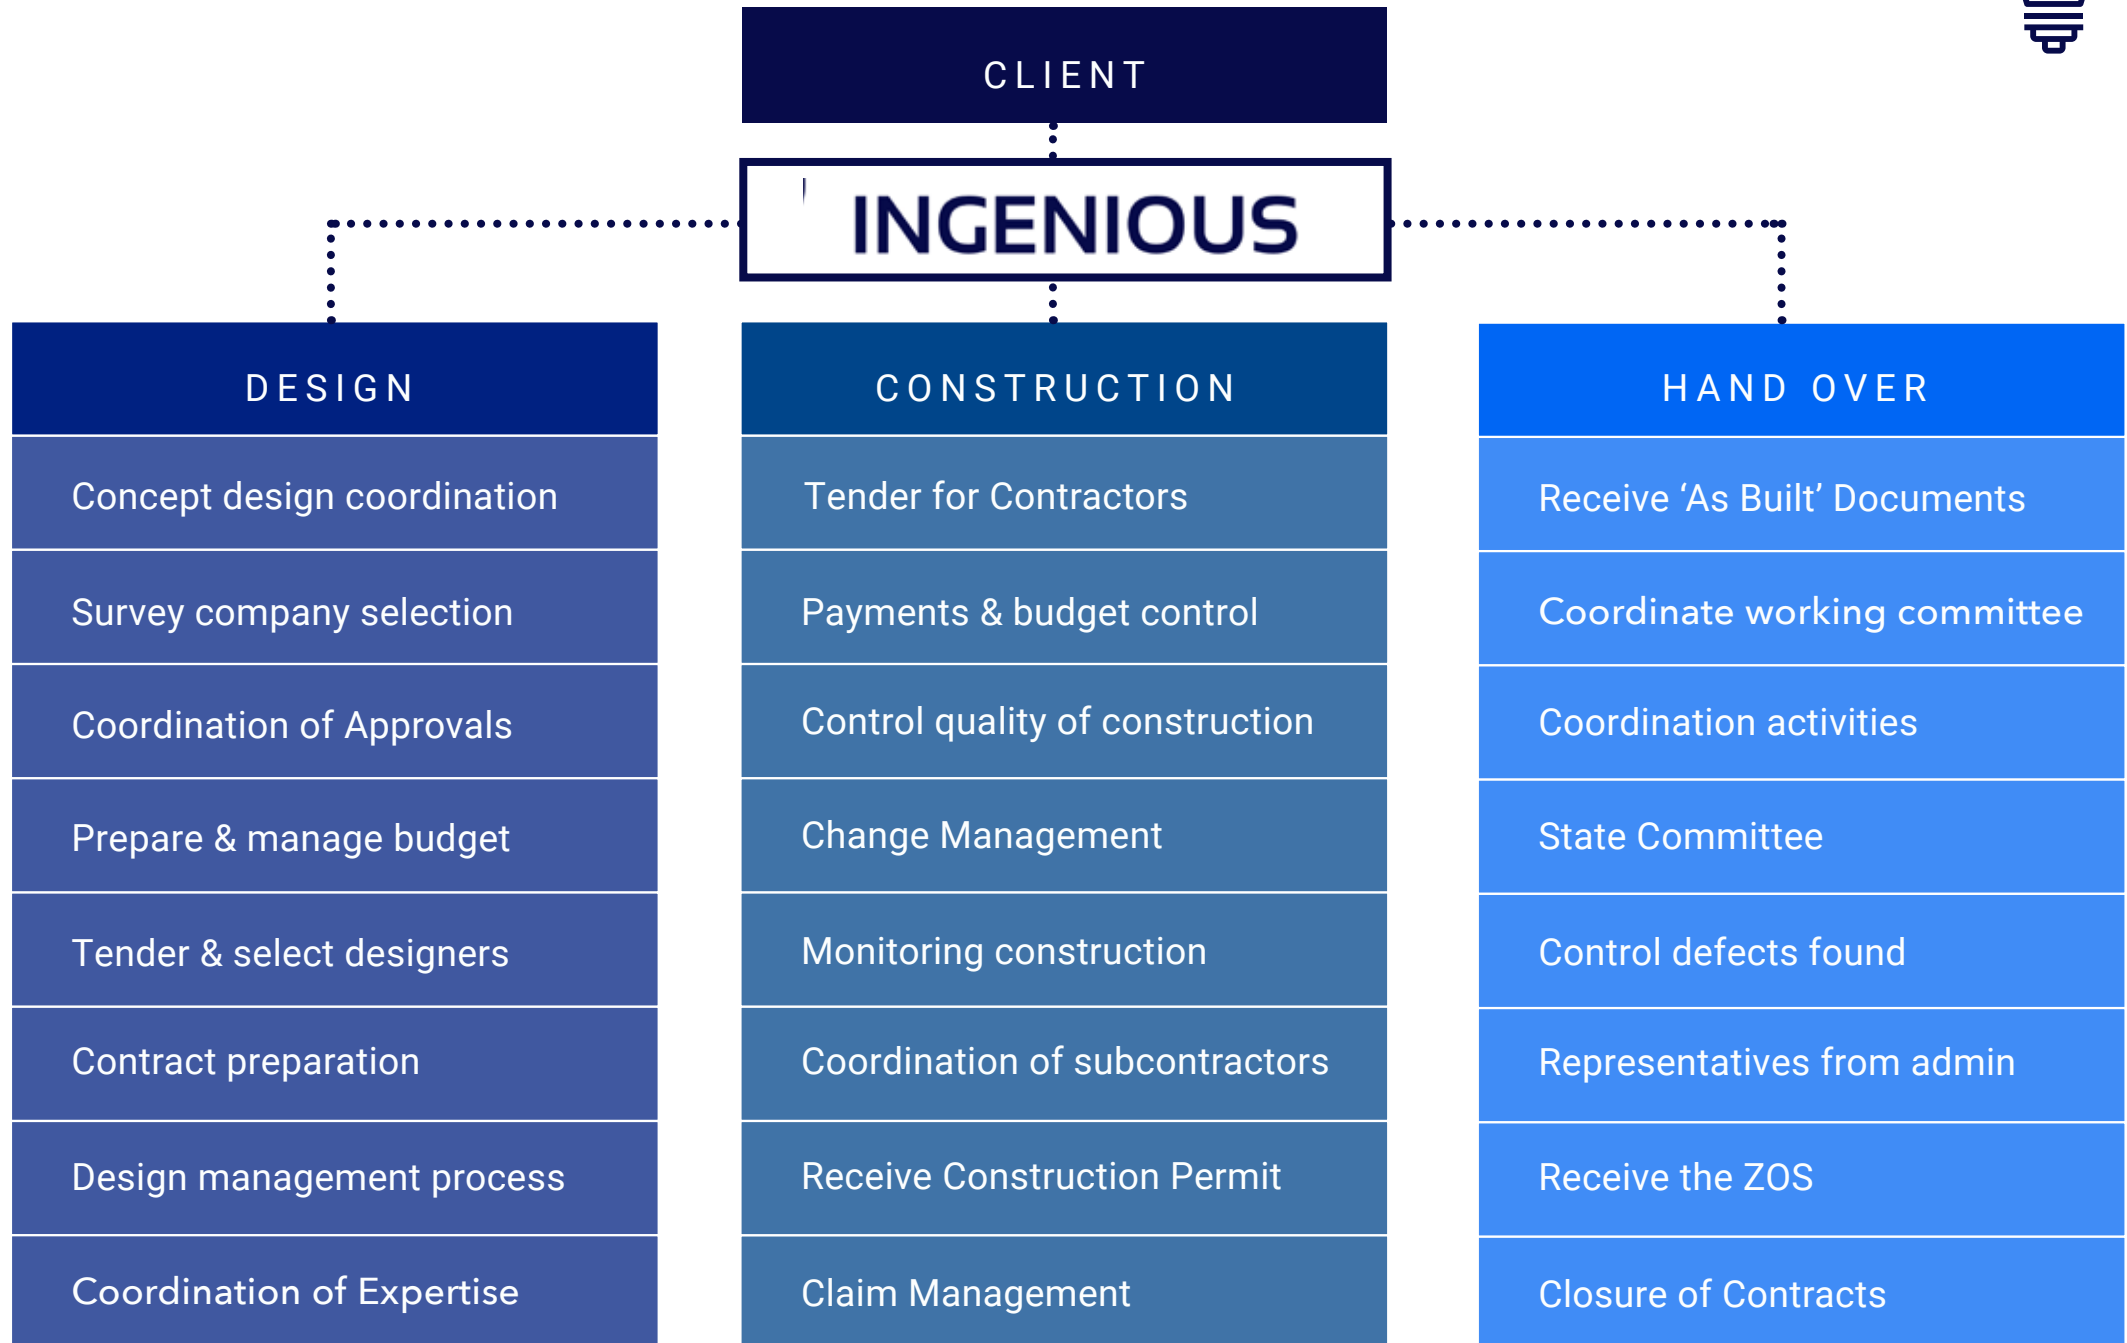 CLIENT
INGENIOUS
DESIGN
Concept design coordination
Survey company selection
Coordination of Approvals
Prepare & manage budget
Tender & select designers
Contract preparation
Design management process
Coordination of Expertise
CONSTRUCTION
Tender for Contractors
Payments & budget control
Control quality of construction
Change Management
Monitoring construction
Coordination of subcontractors
Receive Construction Permit
Claim Management
HAND OVER
Receive ‘As Built’ Documents
Coordinate working committee
Coordination activities
State Committee
Control defects found
Representatives from admin
Receive the ZOS
Closure of Contracts